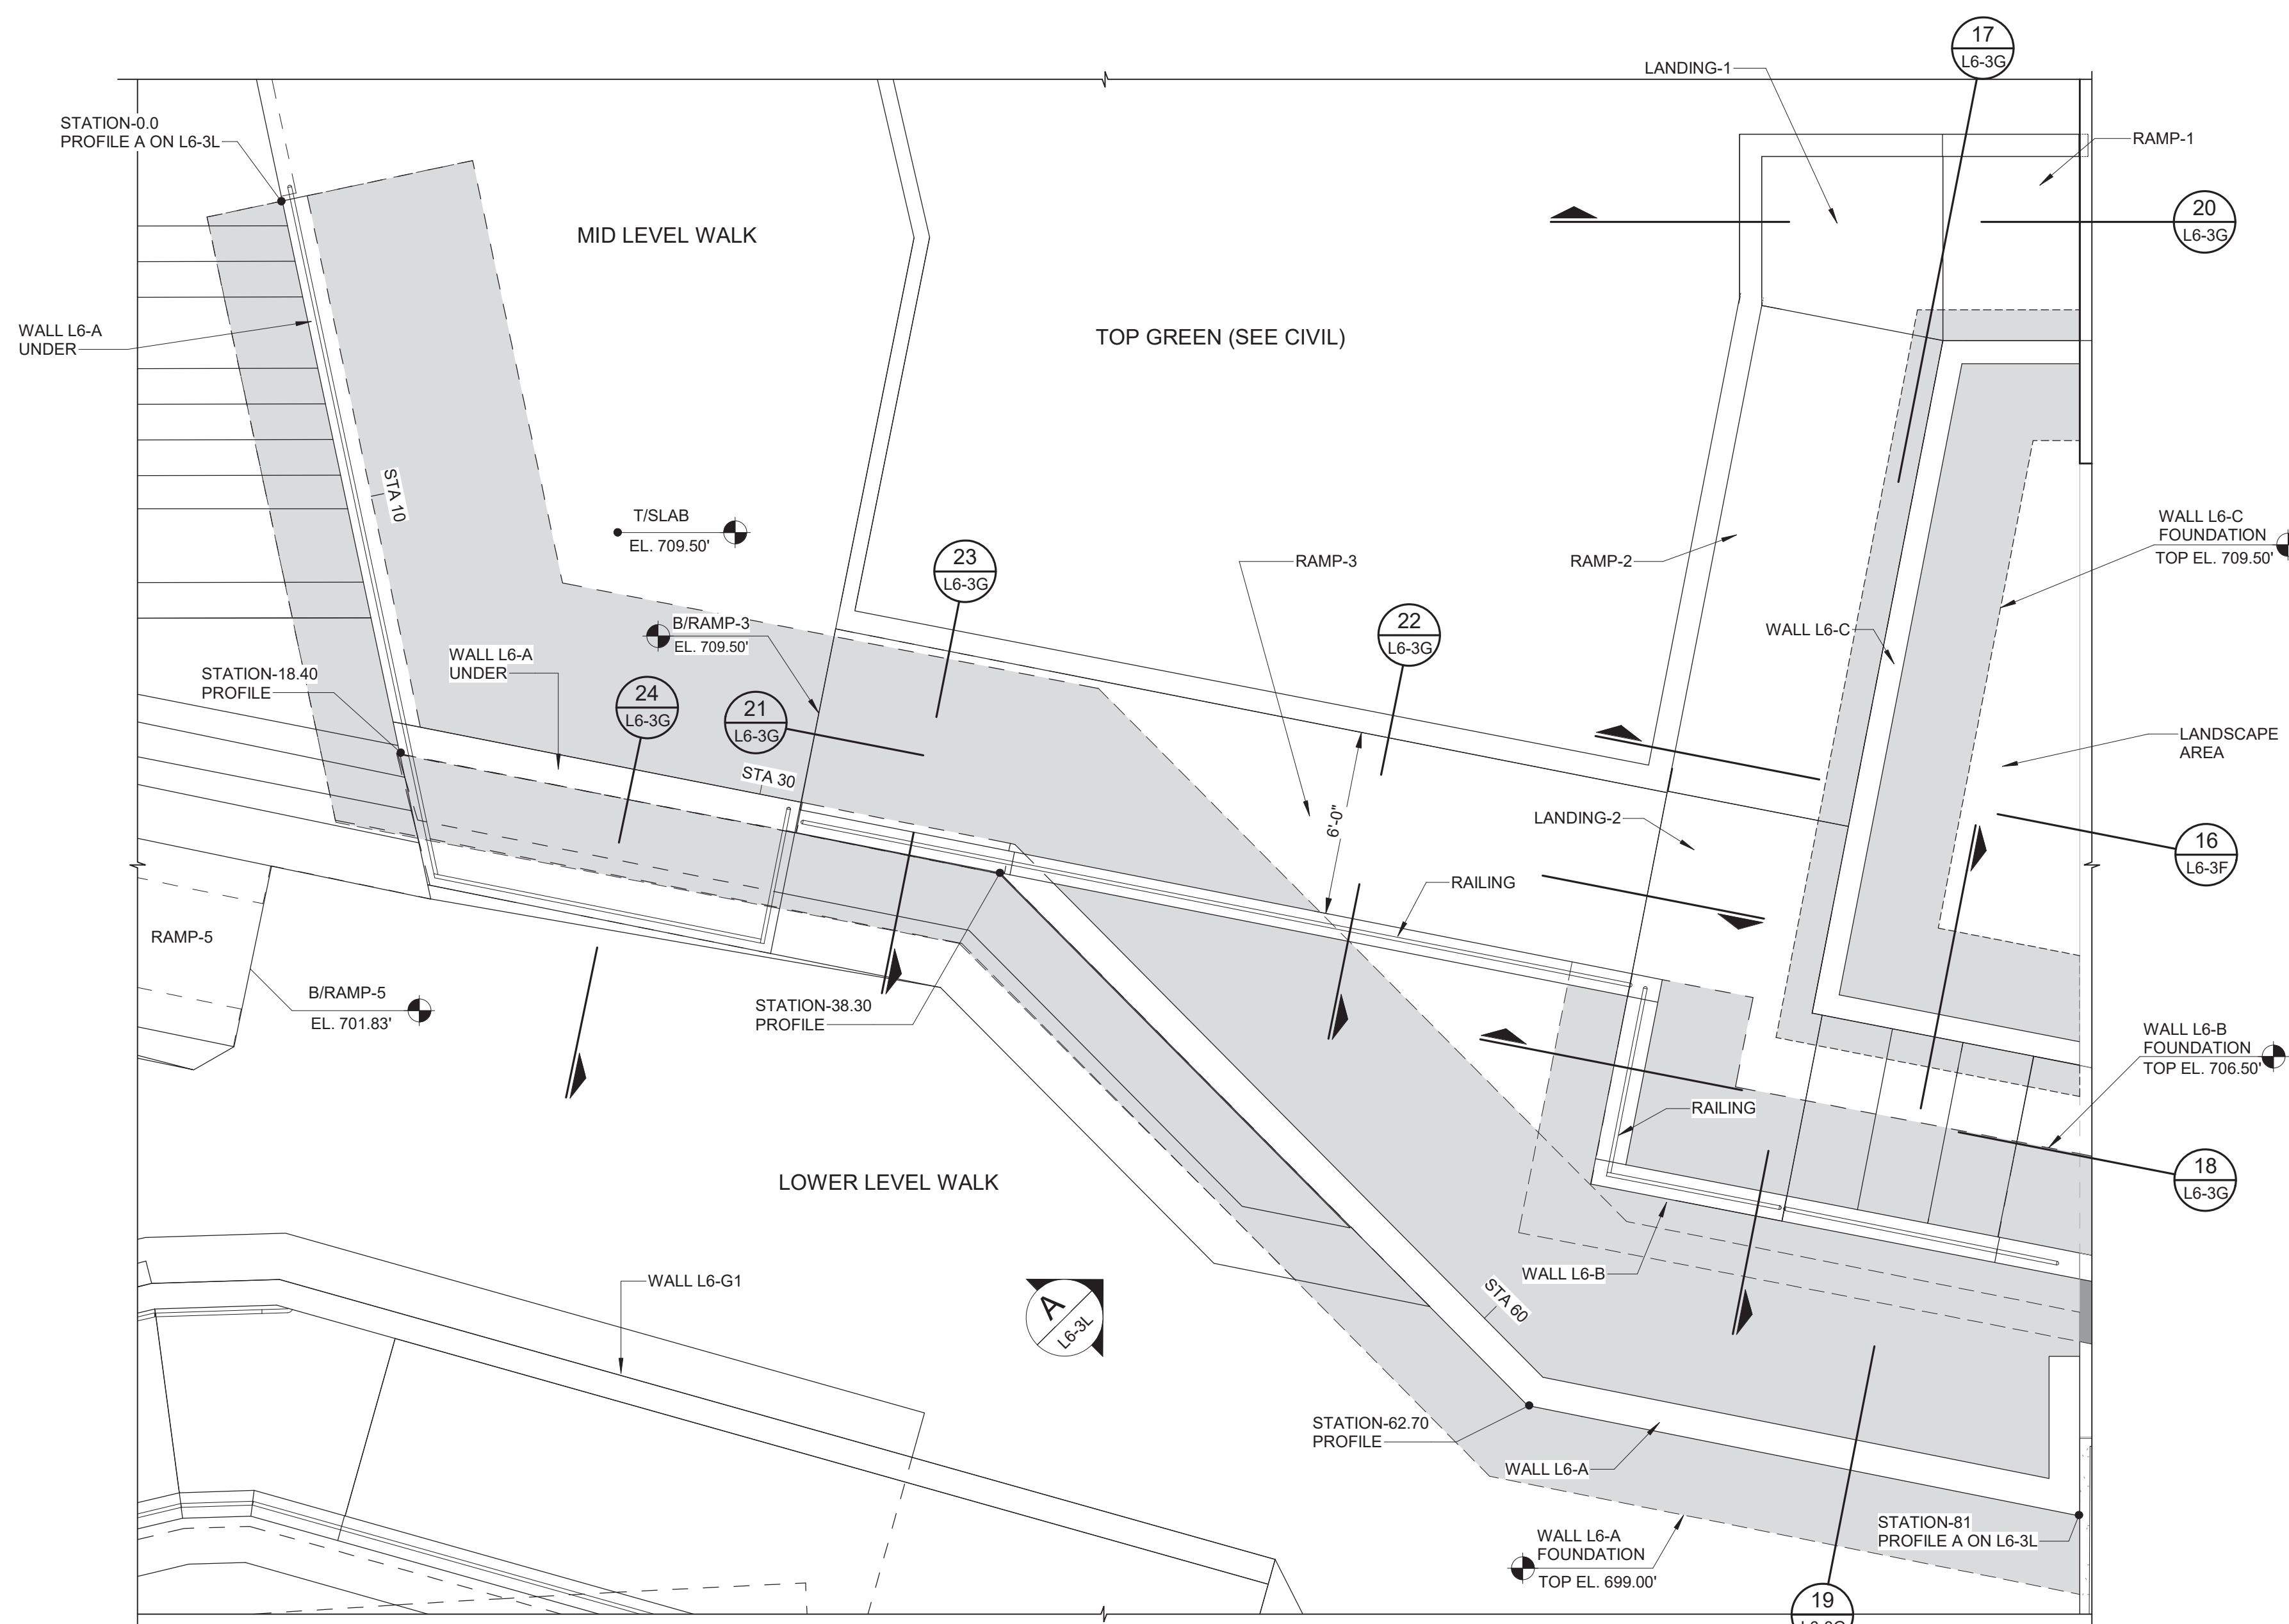 17
L6-3G
LANDING-1
STATION-0.0
PROFILE A ON L6-3L
RAMP-1
20
L6-3G
MID LEVEL WALK
WALL L6-A
UNDER
TOP GREEN (SEE CIVIL)
STA 10
T/SLAB
EL. 709.50'
WALL L6-C
FOUNDATION
TOP EL. 709.50'
23
L6-3G
RAMP-3
RAMP-2
B/RAMP-3
EL. 709.50'
22
L6-3G
WALL L6-C
WALL L6-A
UNDER
STATION-18.40
PROFILE
24
L6-3G
21
L6-3G
LANDSCAPE
AREA
STA 30
6'-0"
LANDING-2
16
L6-3F
RAILING
RAMP-5
B/RAMP-5
EL. 701.83'
STATION-38.30
PROFILE
WALL L6-B
FOUNDATION
TOP EL. 706.50'
RAILING
LOWER LEVEL WALK
18
L6-3G
WALL L6-G1
WALL L6-B
A
L6-3L
STA 60
STATION-62.70
PROFILE
WALL L6-A
STATION-81
PROFILE A ON L6-3L
WALL L6-A
FOUNDATION
TOP EL. 699.00'
19